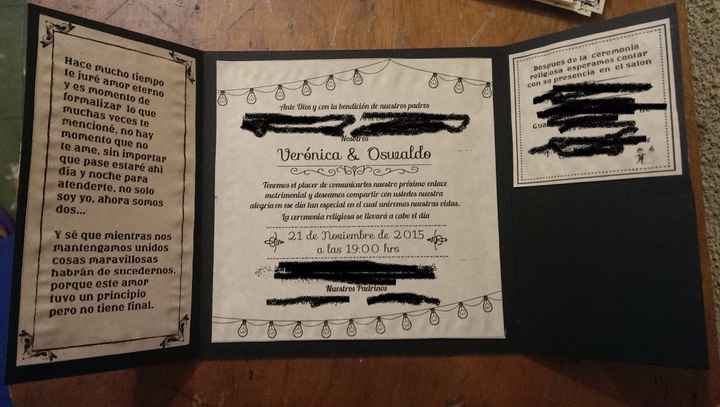 Hace mucho tiempo
te juré amor eterno
y es momento de
formalizar lo que
muchas veces te
mencioné, no hay
momento que no
te ame, sin importar
que pase estaré ahi
día y noche para
atenderte, no solo
soy yo, ahora somos
dos...
Y sé que mientras nos
mantengamos unidos
cosas maravillosas
habrán de sucedernos,
porque este amor
tuvo un principio
pero no tiene final.
Ante Dios y con la bendición de nuestros padres
Nosotros
Verónica & Oswaldo
Tenemos el placer de comunicarles nuestro próximo enlace
matrimonial y deseamos compartir con ustedes nuestra
alegría en ese día tan especial en el cual uniremos nuestras vidas.
La ceremonia religiosa se llevará a cabo el día
21 de Noviembre de 2015
a las 19:00 hrs
Nuestros Padrinos
Después de la ceremonia
religiosa esperamos contar
con su presencia en el salón